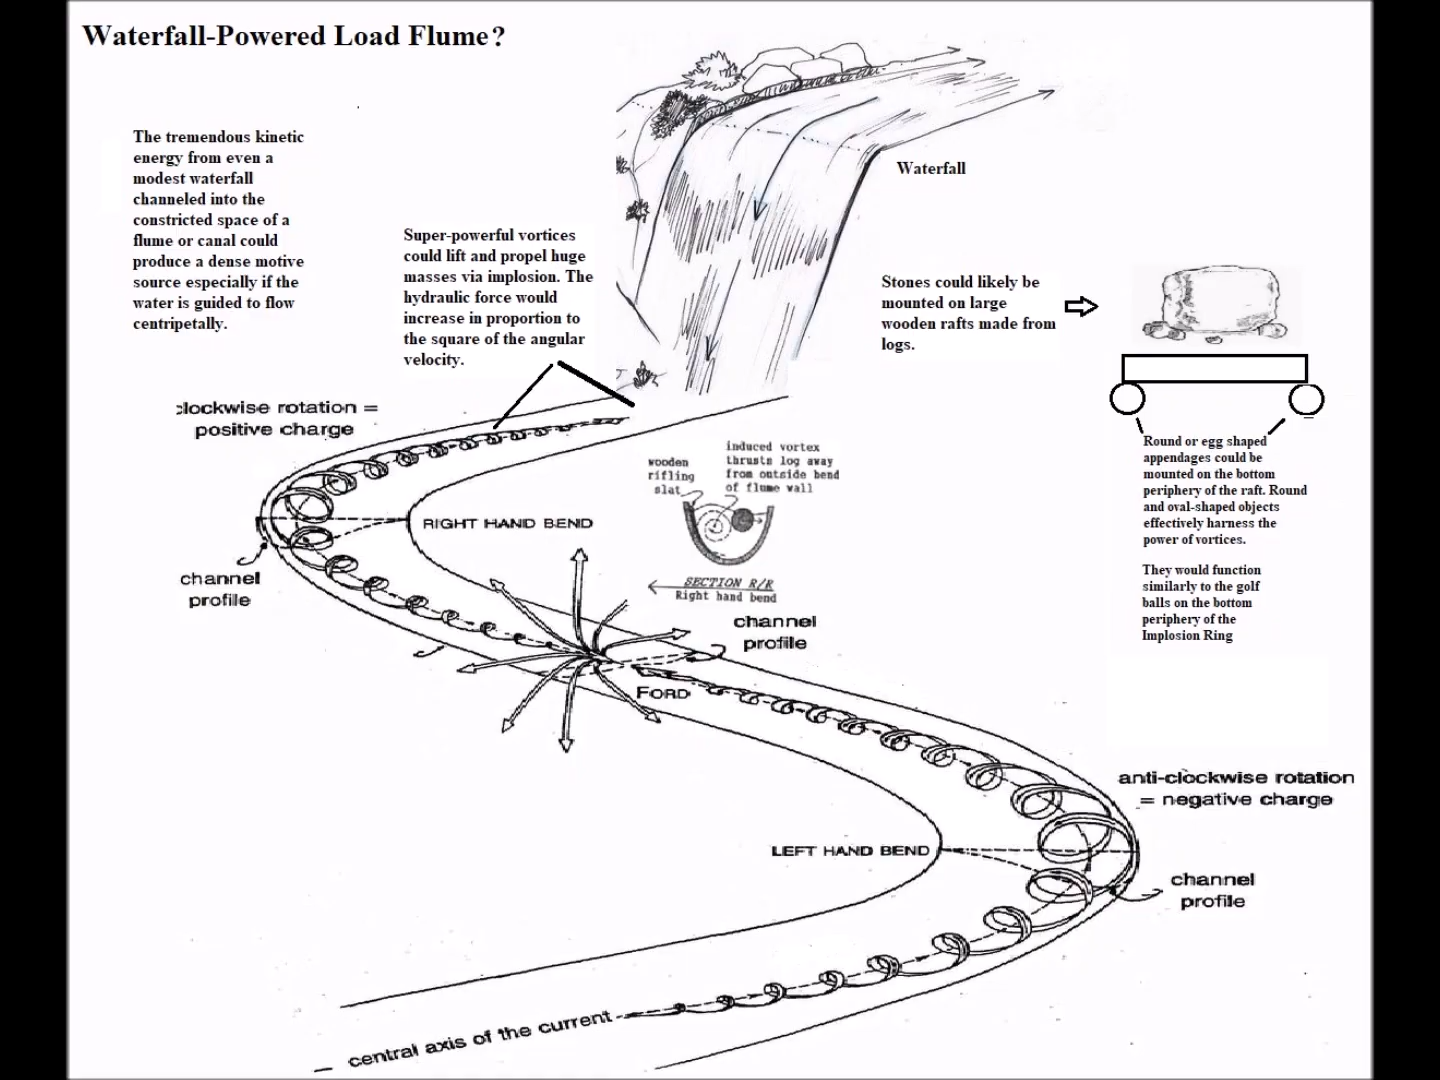 Waterfall-Powered Load Flume?
The tremendous kinetic
energy from even a
modest waterfall
channeled into the
constricted space of a
flume or canal could
produce a dense motive
source especially if the
water is guided to flow
centripetally.
Super-powerful vortices
could lift and propel huge
masses via implosion. The
hydraulic force would
increase in proportion to
the square of the angular
velocity.
Waterfall
Stones could likely be
mounted on large
wooden rafts made from
logs.
Round or egg shaped
appendages could be
mounted on the bottom
periphery of the raft. Round
and oval-shaped objects
effectively harness the
power of vortices.
They would function
similarly to the golf
balls on the bottom
periphery of the
Implosion Ring
clockwise rotation =
positive charge
wooden
rifling
slat
induced vortex
thrusts log away
from outside bend
of flume wall
RIGHT HAND BEND
SECTION R/R
Right hand bend
channel
profile
channel
profile
FORD
anti-clockwise rotation
= negative charge
LEFT HAND BEND
channel
profile
central axis of the current